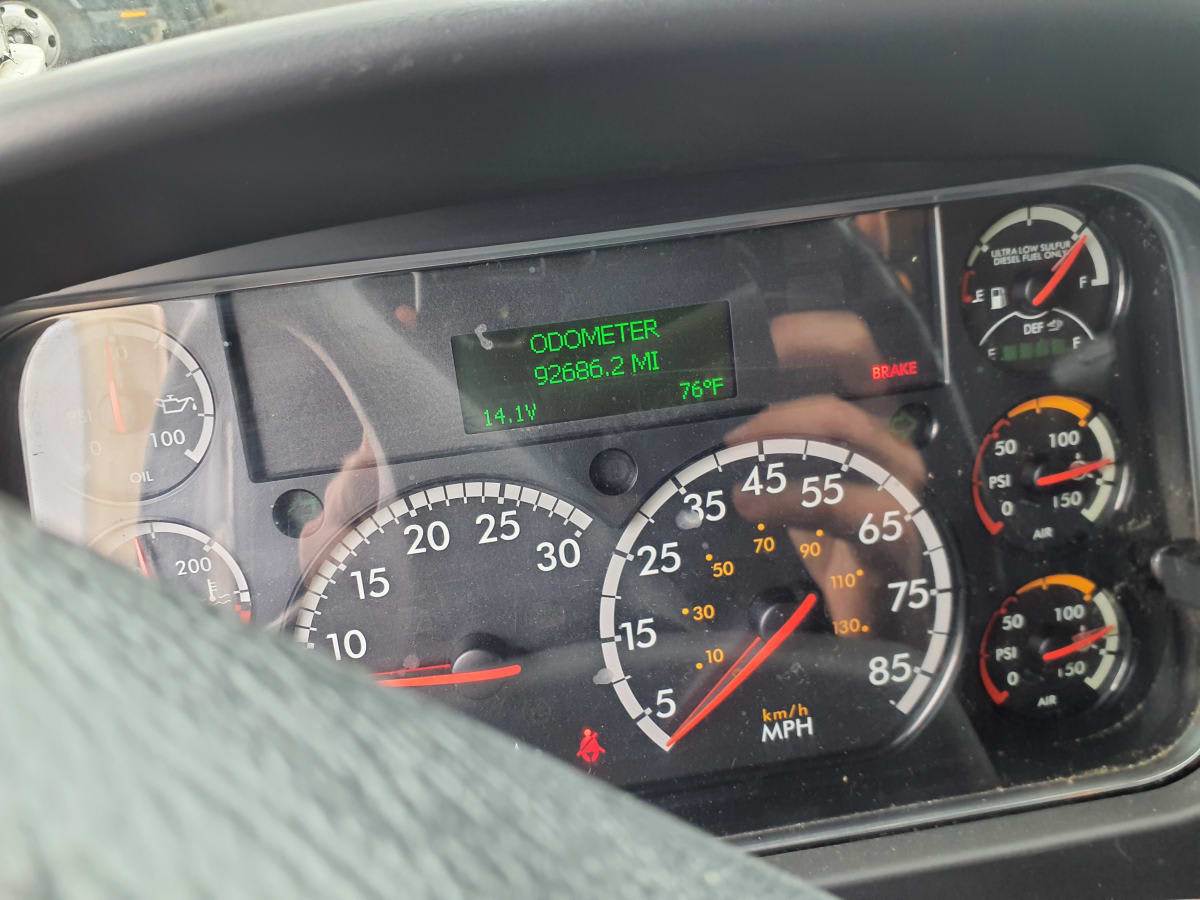 ODOMETER
92686.2 MI
76°F
14.1V
BRAKE
ULTRA-LOW SULFUR
DIESEL FUEL ONLY
E
F
DEF
E
F
0
100
OIL
200
10
15
20
25
30
5
15
25
35
45
55
65
75
85
10
30
50
70
90
110
130
km/h
MPH
50
100
PSI
0
150
AIR
50
100
PSI
0
150
AIR